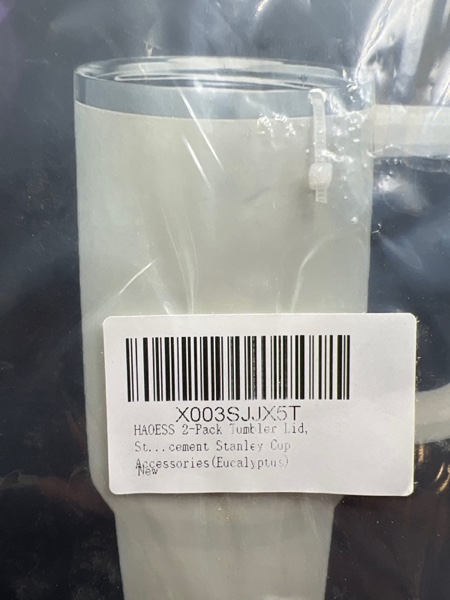 X003SJJX5T
HAOESS 2-Pack Tumbler Lid,
St...cement Stanley Cup
Accessories(Eucalyptus)
New